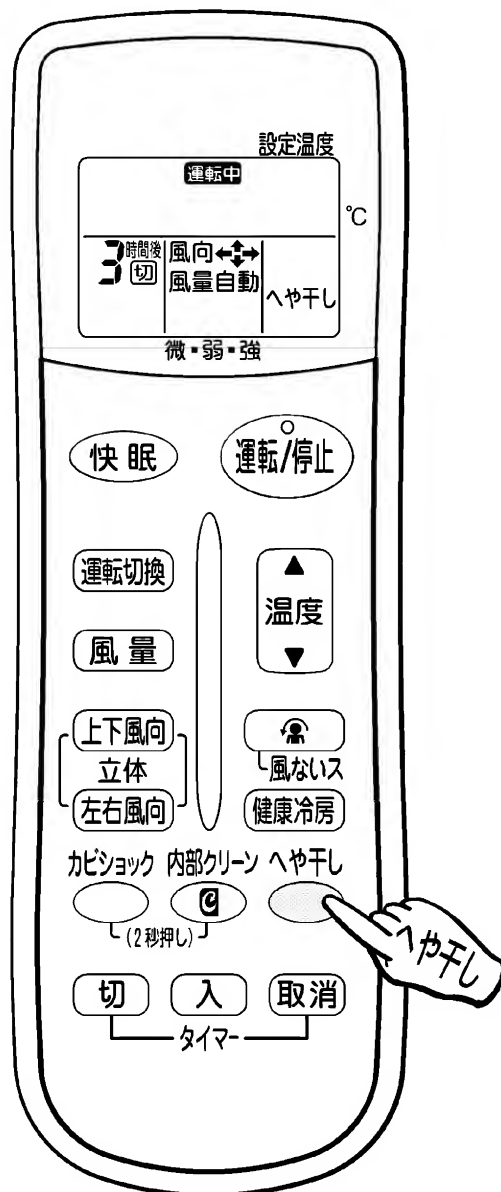 設定温度
運転中
℃
3時間後 切
風向
風量自動
へや干し
微・弱・強
快眠
運転/停止
運転切換
温度
風量
上下風向
立体
左右風向
風ないス
健康冷房
カビショック 内部クリーン へや干し
(2秒押し)
へや干し
切 入 取消
タイマー